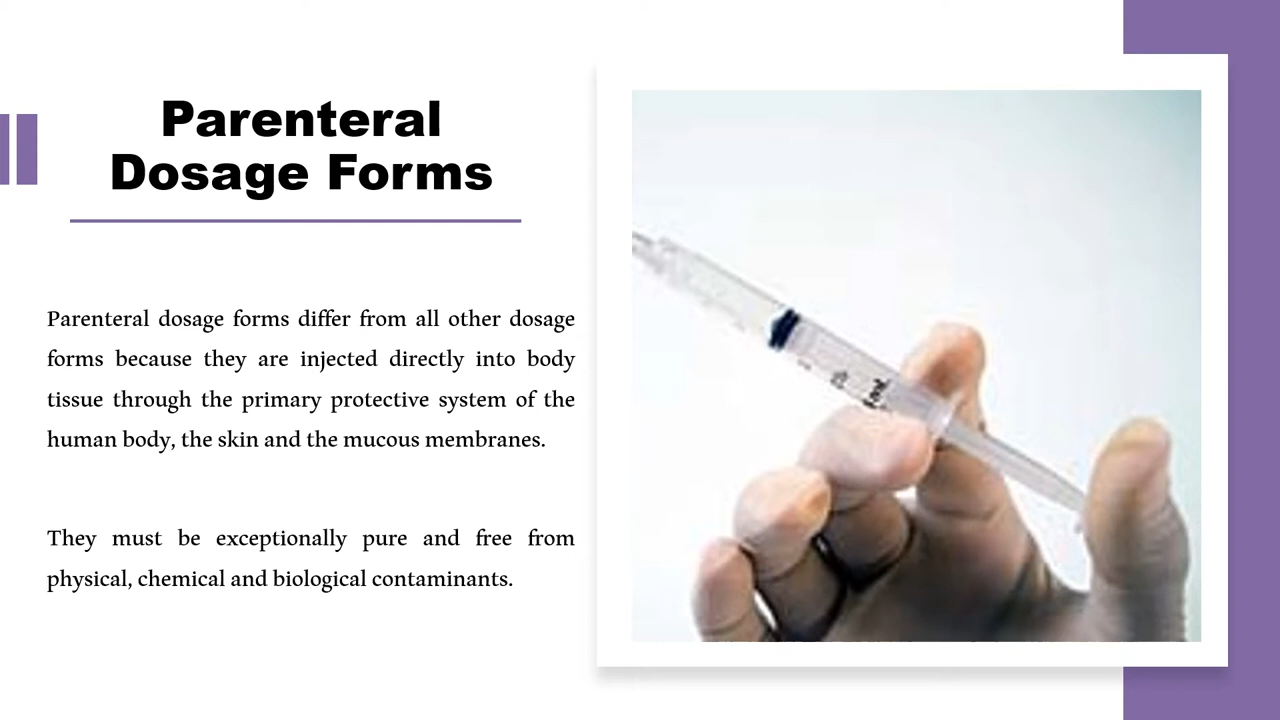 Parenteral
Dosage Forms
Parenteral dosage forms differ from all other dosage
forms because they are injected directly into body
tissue through the primary protective system of the
human body, the skin and the mucous membranes.
They must be exceptionally pure and free from
physical, chemical and biological contaminants.